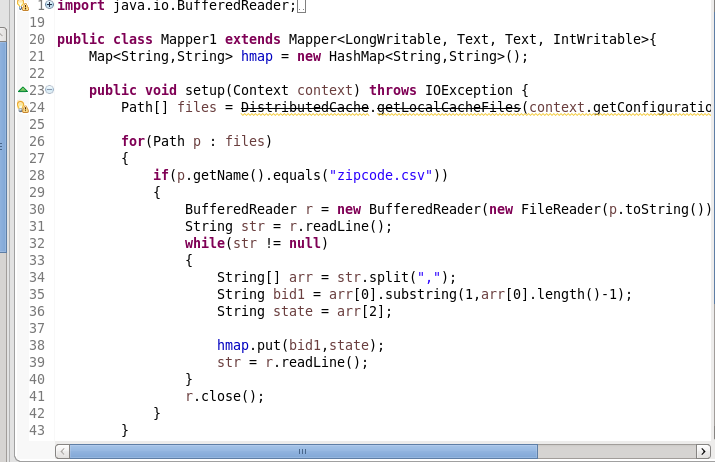 1 import java.io.BufferedReader;
19
20 public class Mapper1 extends Mapper<LongWritable, Text, Text, IntWritable>{
21     Map<String,String> hmap = new HashMap<String,String>();
22
23     public void setup(Context context) throws IOException {
24         Path[] files = DistributedCache.getLocalCacheFiles(context.getConfiguratio
25
26         for(Path p : files)
27         {
28             if(p.getName().equals("zipcode.csv"))
29             {
30                 BufferedReader r = new BufferedReader(new FileReader(p.toString())
31                 String str = r.readLine();
32                 while(str != null)
33                 {
34                     String[] arr = str.split(",");
35                     String bid1 = arr[0].substring(1,arr[0].length()-1);
36                     String state = arr[2];
37
38                     hmap.put(bid1,state);
39                     str = r.readLine();
40                 }
41                 r.close();
42             }
43         }